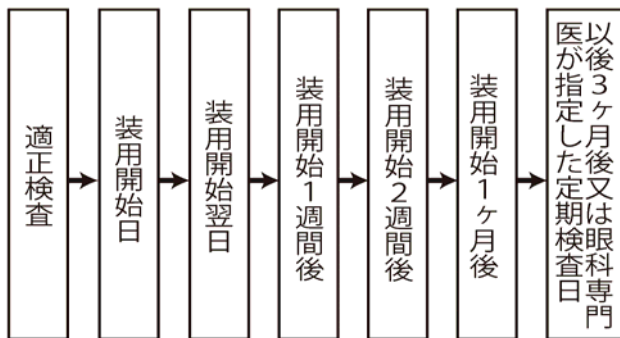 適正検査
装用開始日
装用開始翌日
装用開始1週間後
装用開始2週間後
装用開始1ヶ月後
以後3ヶ月後又は眼科専門
医が指定した定期検査日